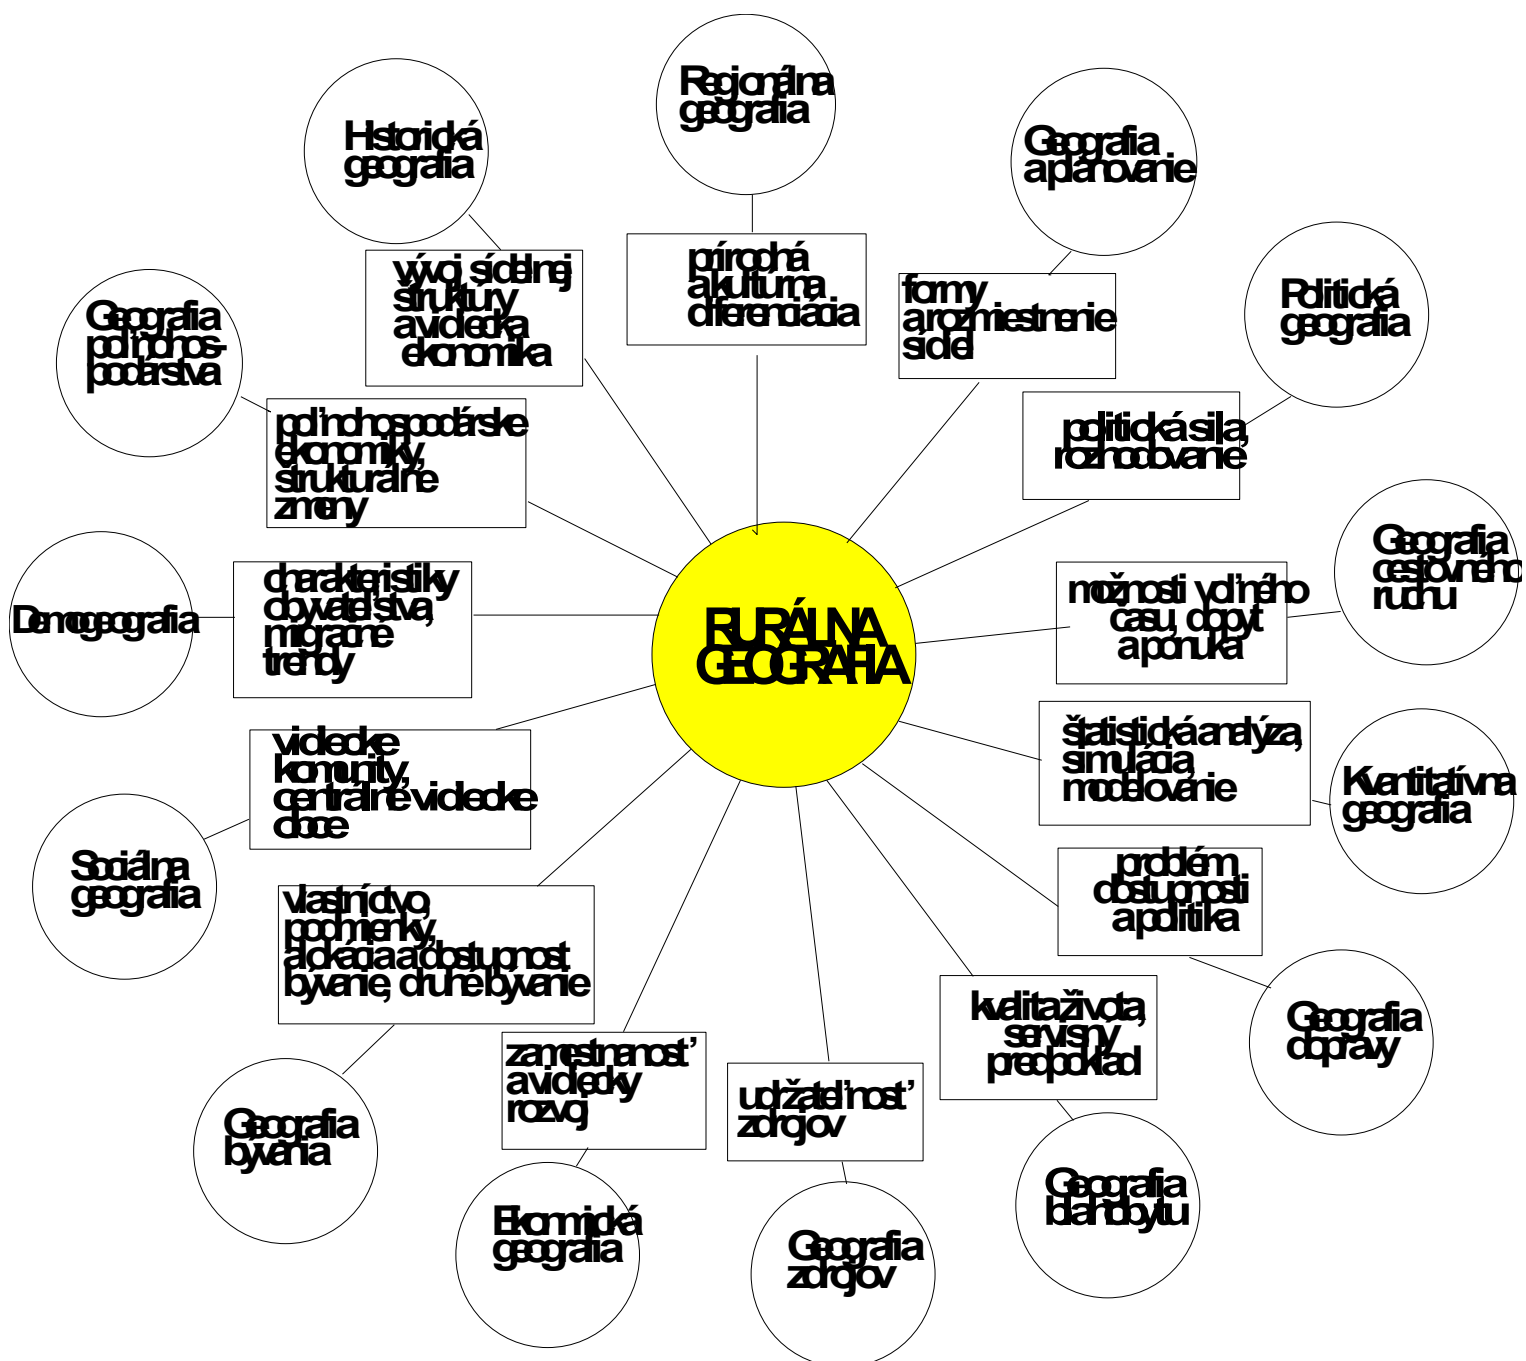 Regionálna
geografia
Historická
geografia
Geografia
a plánovanie
vývoj sídelnej
štruktúry
a videcka
ekonomika
prírodná
a kultúrna
diferenciácia
formy
a rozmiestnenie
sídel
Politická
geografia
Geografia
poľnohos-
podárstva
poľnohospodárske
ekonomiky,
štrukturálne
zmeny
politická sila,
rozhodovanie
Geografia
cestovného
ruchu
Demogeografia
charakteristiky
obyvateľstva,
migračné
trendy
RURÁLNA
GEOGRAFIA
možnosti voľného
času, dopyt
a ponuka
videcke
komunity,
centrálne videcke
obce
štatistická analýza,
simulácia,
modelovanie
Kvantitatívna
geografia
Sociálna
geografia
vlastníctvo,
podmienky,
alokácia a dostupnosť
bývanie, druhé bývanie
problém
dostupnosti
a politika
Geografia
dopravy
kvalita života,
servisný
predpoklad
zamestnanosť
a vidiecky
rozvoj
udržateľnosť
zdrojov
Geografia
bývania
Geografia
blahobytu
Ekonomická
geografia
Geografia
zdrojov